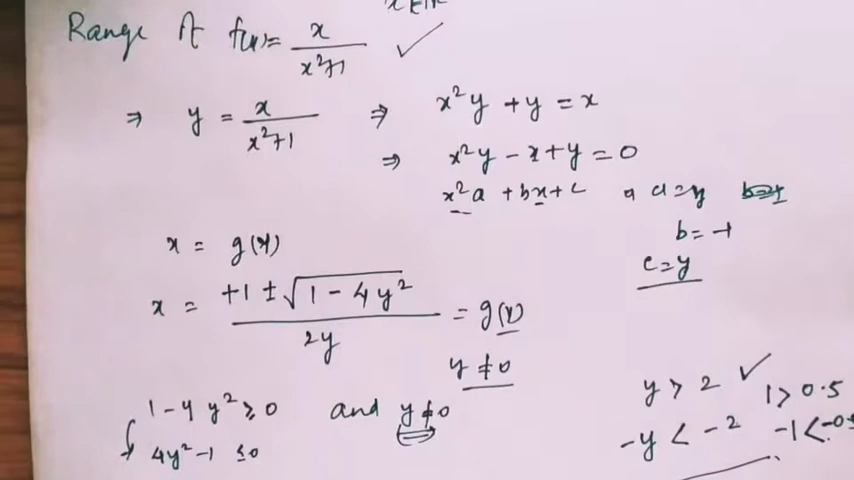 x ∈ R
Range A f(x) = x / (x²+1) ✓
⇒ y = x / (x²+1) ⇒ x²y + y = x
⇒ x²y - x + y = 0
x²a + bx + c a = y
b = -1
c = y
x = g(y)
x = (+1 ± √(1 - 4y²)) / 2y = g(y)
y ≠ 0
1 - 4y² ≥ 0 and y ≠ 0
4y² - 1 ≤ 0
y > 2 ✓ 1 > 0.5
-y < -2 -1 <